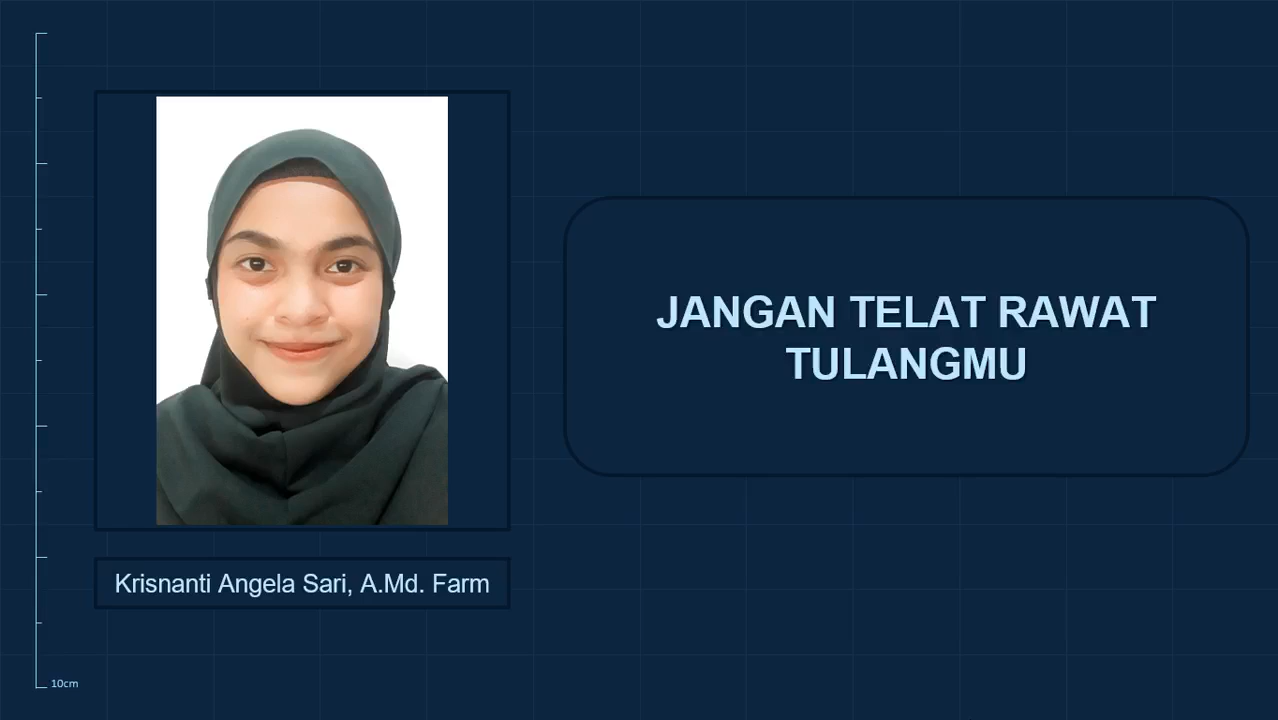 JANGAN TELAT RAWAT
TULANGMU
Krisnanti Angela Sari, A.Md. Farm
10cm